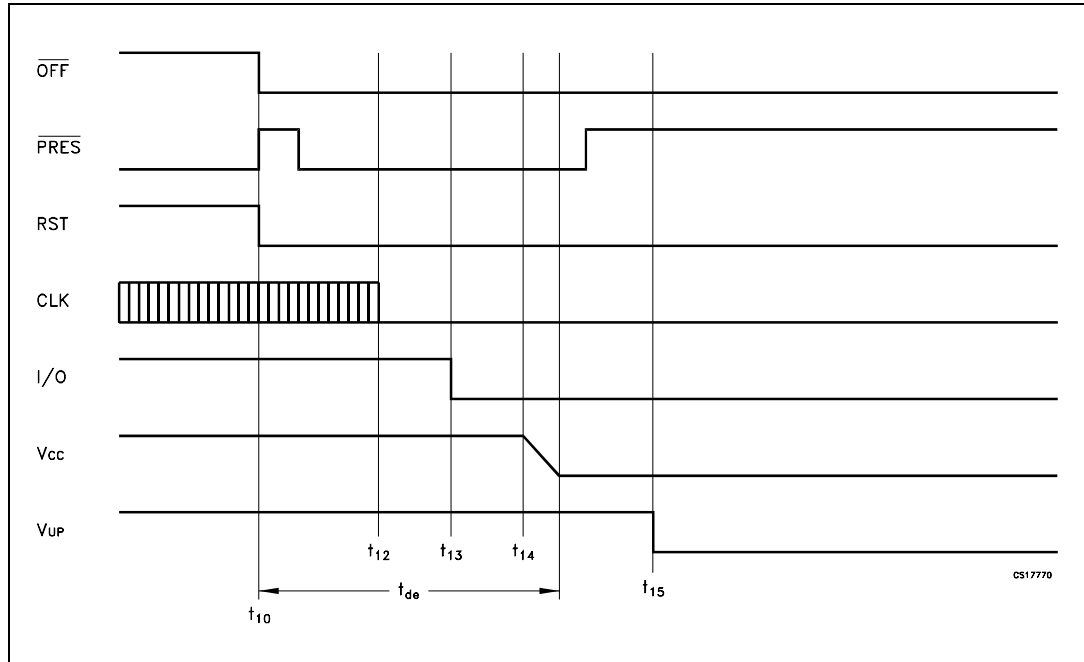 OFF
PRES
RST
CLK
I/O
Vcc
VUP
t12 t13 t14
t15
CS17770
tde
t10